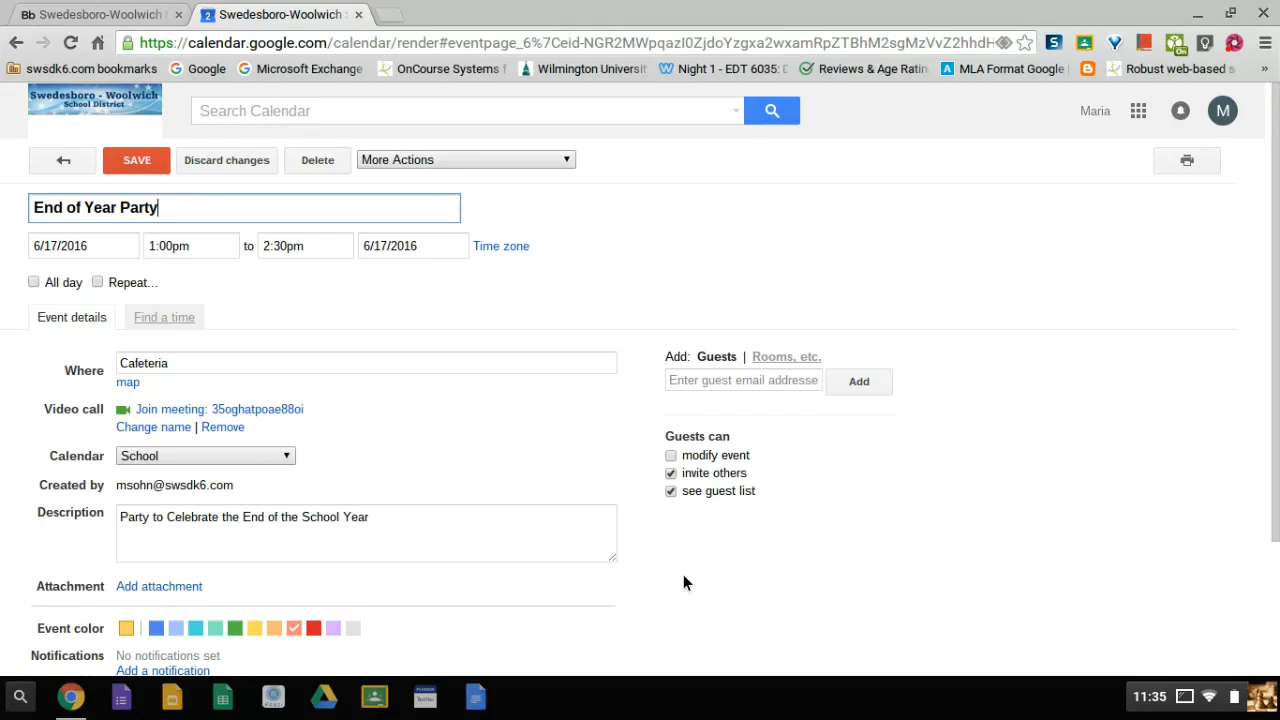 Bb Swedesboro-Woolwich
2 Swedesboro-Woolwich
https://calendar.google.com/calendar/render#eventpage_6%7Ceid-NGR2MWpqazI0ZjdoYzgxa2wxamRpZTBhM2sgMzVvZ2hhdH
swsdk6.com bookmarks Google Microsoft Exchange OnCourse Systems Wilmington Universi Night 1 - EDT 6035: Reviews & Age Ratin MLA Format Google Robust web-based »
Swedesboro - Woolwich
School District
Search Calendar
Maria
M
SAVE Discard changes Delete More Actions
End of Year Party
6/17/2016 1:00pm to 2:30pm 6/17/2016 Time zone
All day Repeat...
Event details Find a time
Where Cafeteria
map
Video call Join meeting: 35oghatpoae88oi
Change name | Remove
Calendar School
Created by msohn@swsdk6.com
Description Party to Celebrate the End of the School Year
Attachment Add attachment
Event color
Notifications No notifications set
Add a notification
Add: Guests | Rooms, etc.
Enter guest email addresse Add
Guests can
modify event
invite others
see guest list
11:35